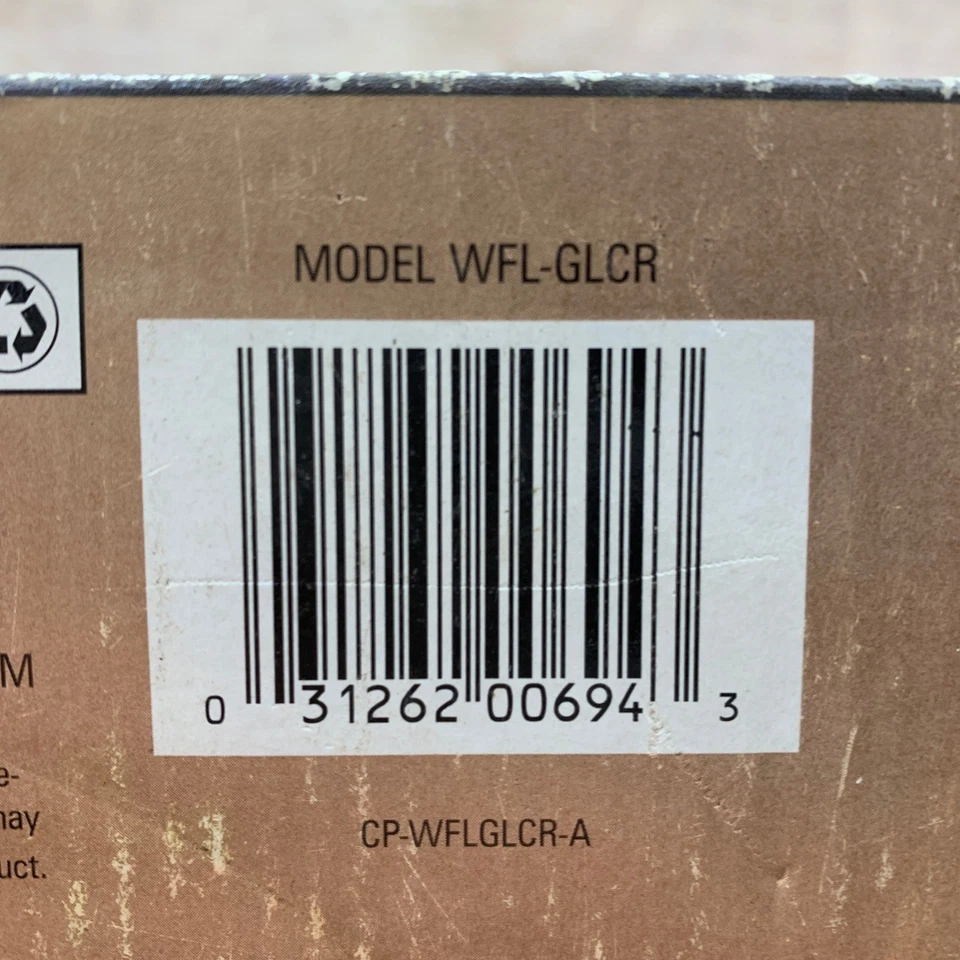 MODEL WFL-GLCR
0 31262 00694 3
M
e-
may
uct.
CP-WFLGLCR-A